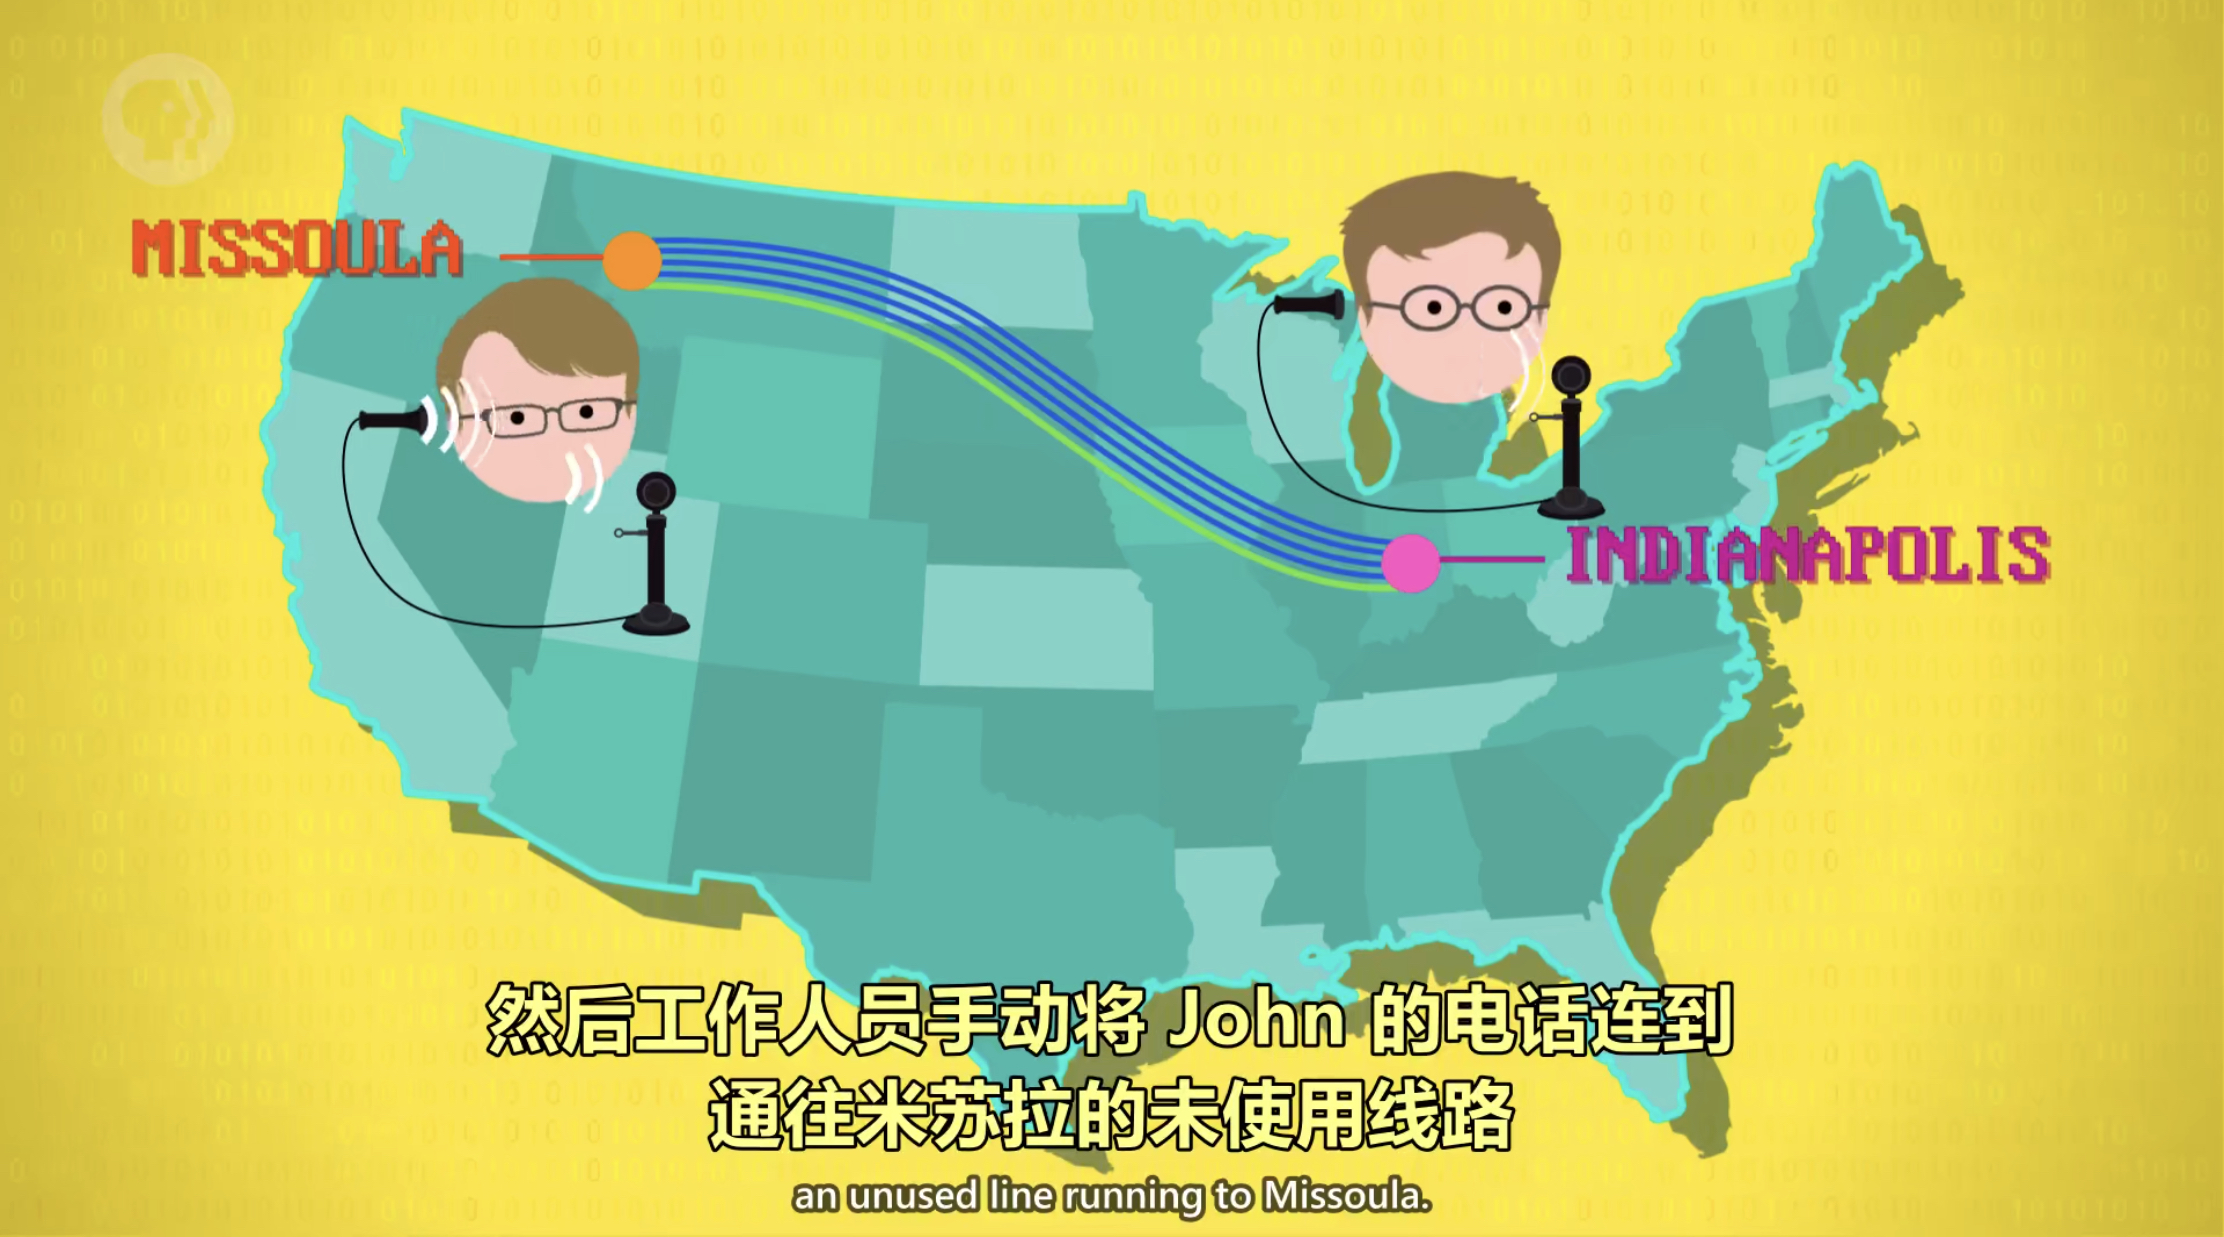 MISSOULA
INDIANAPOLIS
然后工作人员手动将 John 的电话连到
通往米苏拉的未使用线路
an unused line running to Missoula.